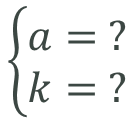 a = ?
k = ?